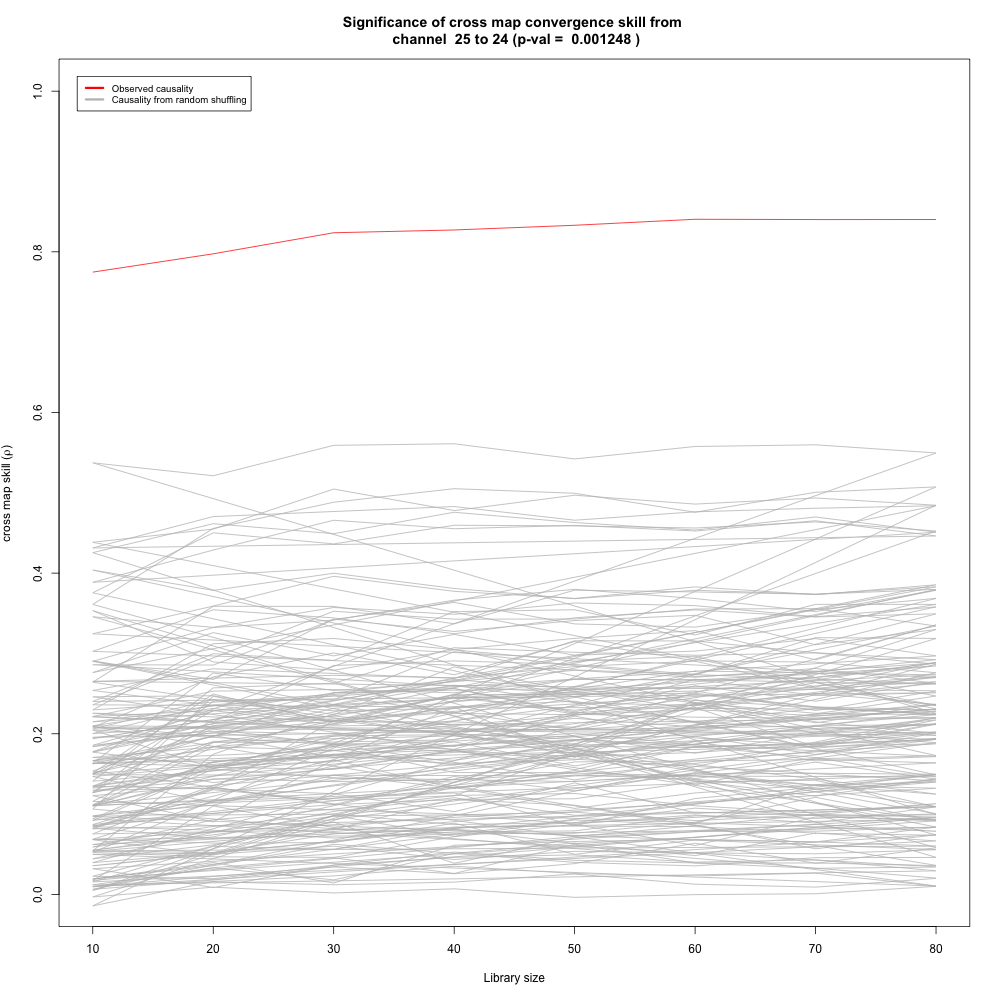 Significance of cross map convergence skill from
channel  25 to 24 (p-val =  0.001248 )
Observed causality
Causality from random shuffling
cross map skill (ρ)
1.0
0.8
0.6
0.4
0.2
0.0
10 20 30 40 50 60 70 80
Library size